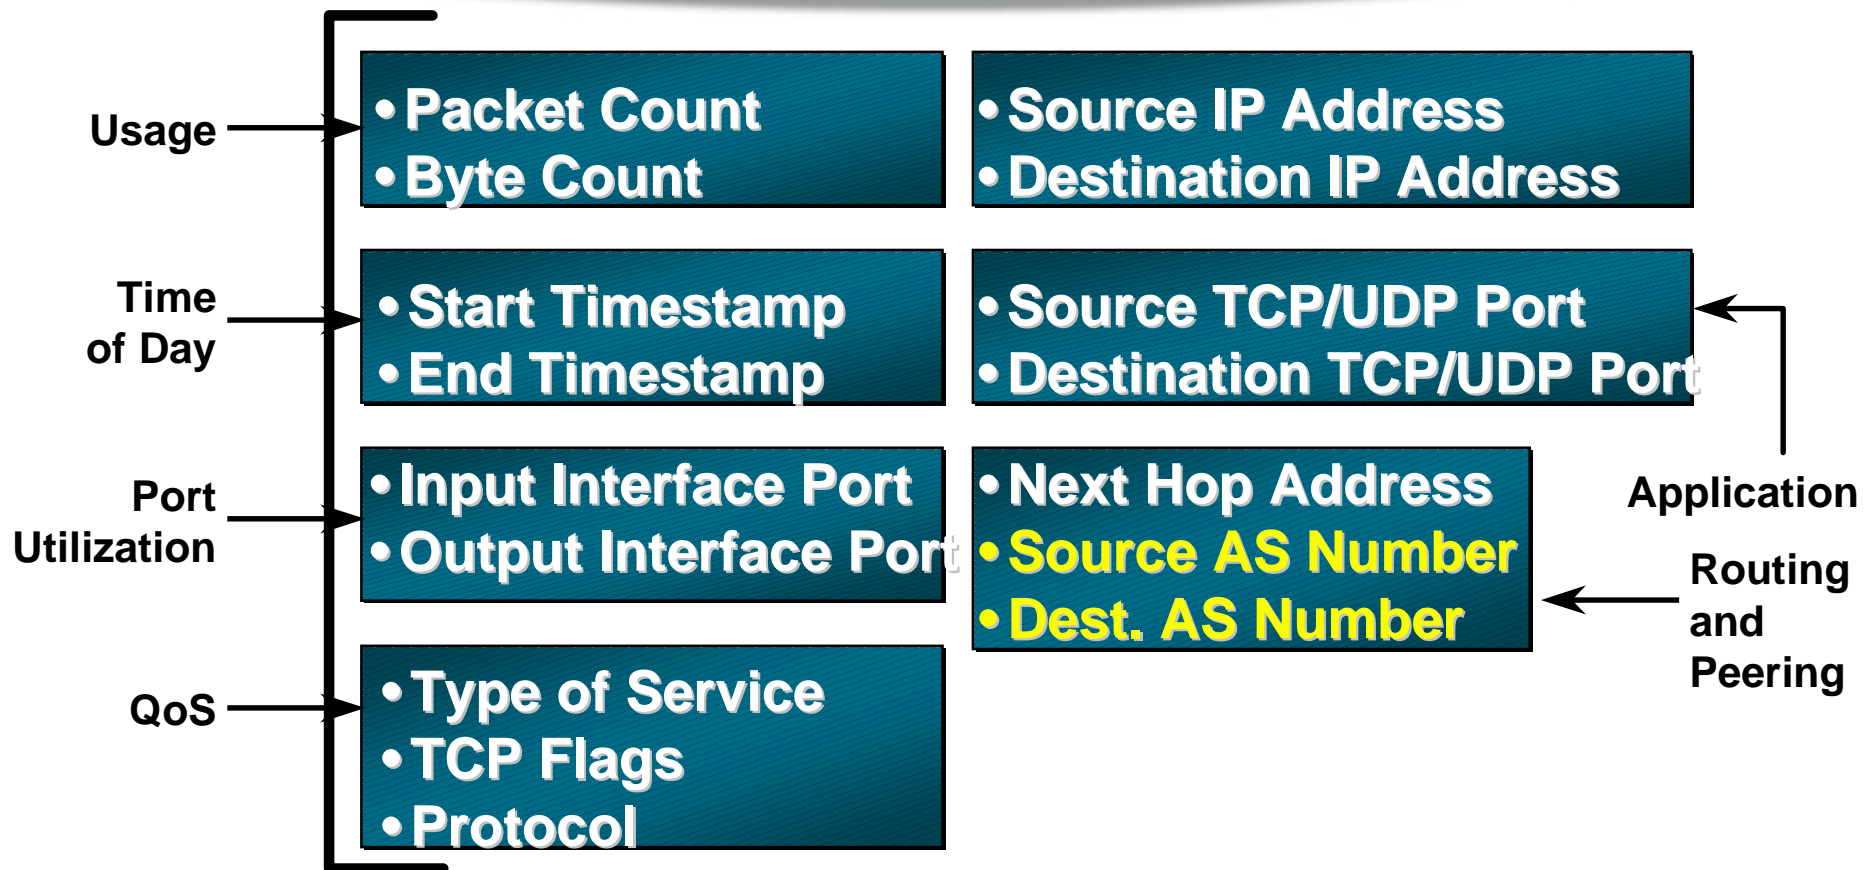 Usage
• Packet Count
• Byte Count
• Source IP Address
• Destination IP Address
Time
of Day
• Start Timestamp
• End Timestamp
• Source TCP/UDP Port
• Destination TCP/UDP Port
Application
Port
Utilization
• Input Interface Port
• Output Interface Port
• Next Hop Address
• Source AS Number
• Dest. AS Number
Routing
and
Peering
QoS
• Type of Service
• TCP Flags
• Protocol